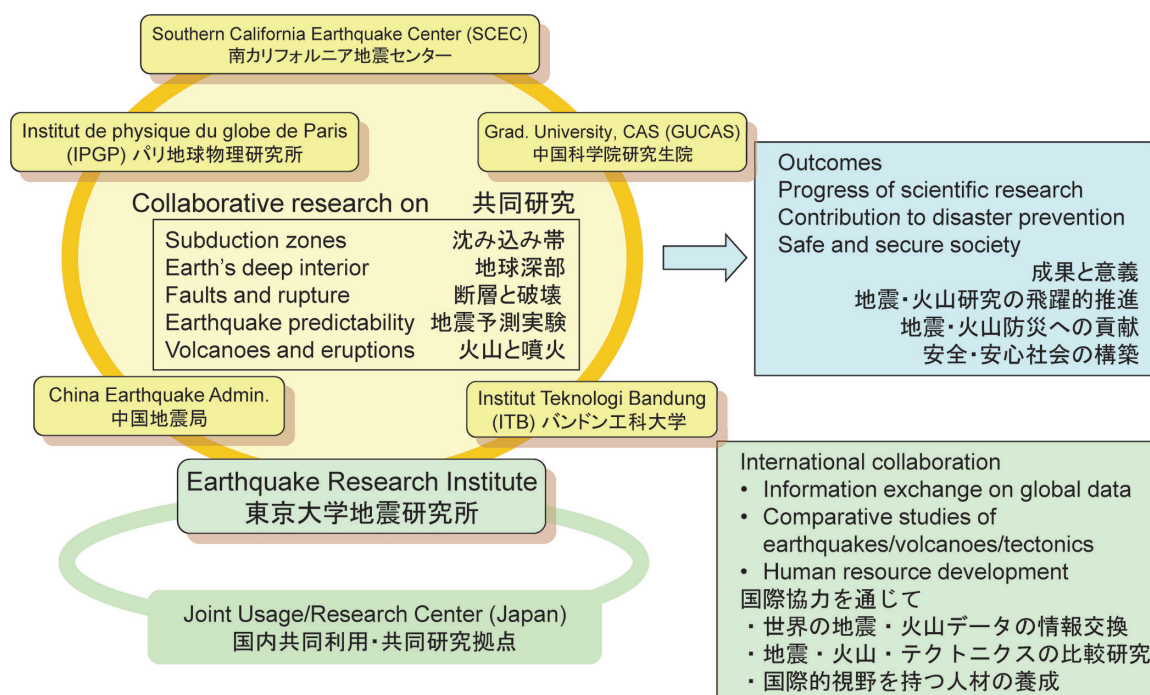 Southern California Earthquake Center (SCEC)
南カリフォルニア地震センター
Institut de physique du globe de Paris
(IPGP) パリ地球物理研究所
Grad. University, CAS (GUCAS)
中国科学院研究生院
Collaborative research on 共同研究
Subduction zones 沈み込み帯
Earth's deep interior 地球深部
Faults and rupture 断層と破壊
Earthquake predictability 地震予測実験
Volcanoes and eruptions 火山と噴火
China Earthquake Admin.
中国地震局
Institut Teknologi Bandung
(ITB) バンドン工科大学
Earthquake Research Institute
東京大学地震研究所
Joint Usage/Research Center (Japan)
国内共同利用・共同研究拠点
Outcomes
Progress of scientific research
Contribution to disaster prevention
Safe and secure society
成果と意義
地震・火山研究の飛躍的推進
地震・火山防災への貢献
安全・安心社会の構築
International collaboration
• Information exchange on global data
• Comparative studies of
earthquakes/volcanoes/tectonics
• Human resource development
国際協力を通じて
・世界の地震・火山データの情報交換
・地震・火山・テクトニクスの比較研究
・国際的視野を持つ人材の養成